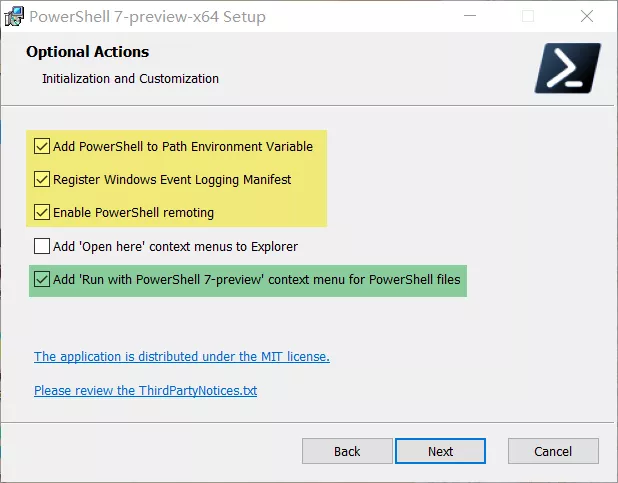 PowerShell 7-preview-x64 Setup
Optional Actions
Initialization and Customization
Add PowerShell to Path Environment Variable
Register Windows Event Logging Manifest
Enable PowerShell remoting
Add 'Open here' context menus to Explorer
Add 'Run with PowerShell 7-preview' context menu for PowerShell files
The application is distributed under the MIT license.
Please review the ThirdPartyNotices.txt
Back
Next
Cancel